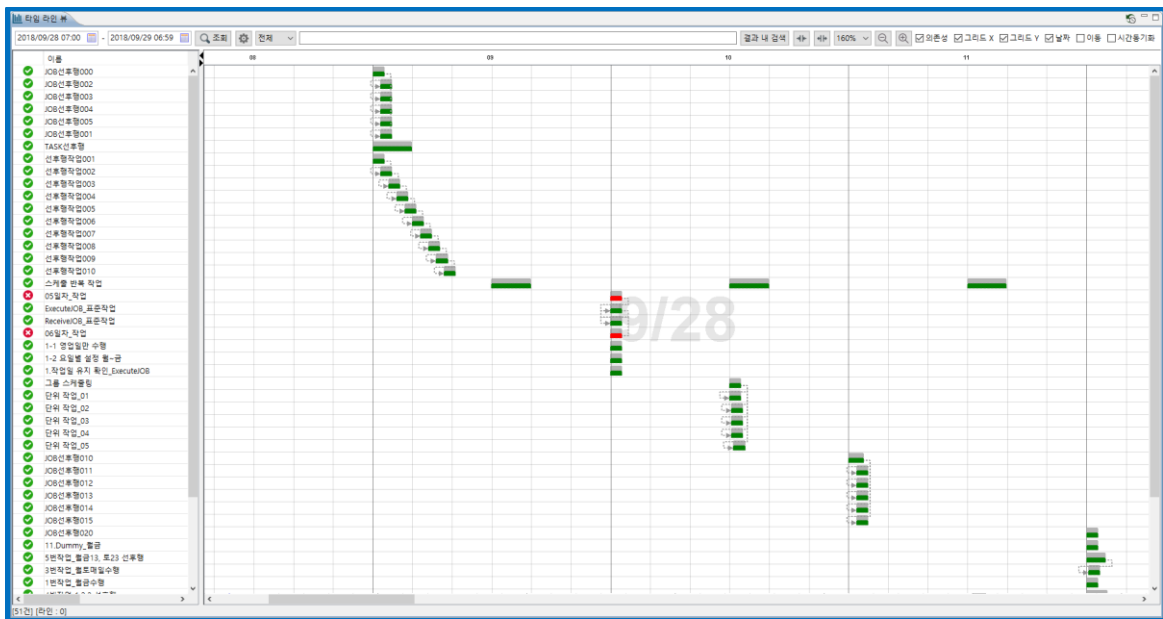 타임 라인 뷰
2018/09/28 07:00 - 2018/09/29 06:59 조회 전체 결과 내 검색 160% 의존성 그리드 X 그리드 Y 날짜 이동 시간동기화
이름 08 09 10 11
JOB선후행000
JOB선후행002
JOB선후행003
JOB선후행004
JOB선후행005
JOB선후행001
TASK선후행
선후행작업001
선후행작업002
선후행작업003
선후행작업004
선후행작업005
선후행작업006
선후행작업007
선후행작업008
선후행작업009
선후행작업010
스케줄 반복 작업
05일자_작업
ExecuteJOB_표준작업
ReceiveJOB_표준작업
9/28
06일자_작업
1-1 영업일만 수행
1-2 요일별 설정 월~금
1.작업일 유지 확인_ExecuteJOB
그룹 스케줄링
단위 작업_01
단위 작업_02
단위 작업_03
단위 작업_04
단위 작업_05
JOB선후행010
JOB선후행011
JOB선후행012
JOB선후행013
JOB선후행014
JOB선후행015
JOB선후행020
11.Dummy_월금
5번작업_월금13, 토23 선후행
3번작업_월토매일수행
1번작업_월금수행
[51건] [라인 : 0]